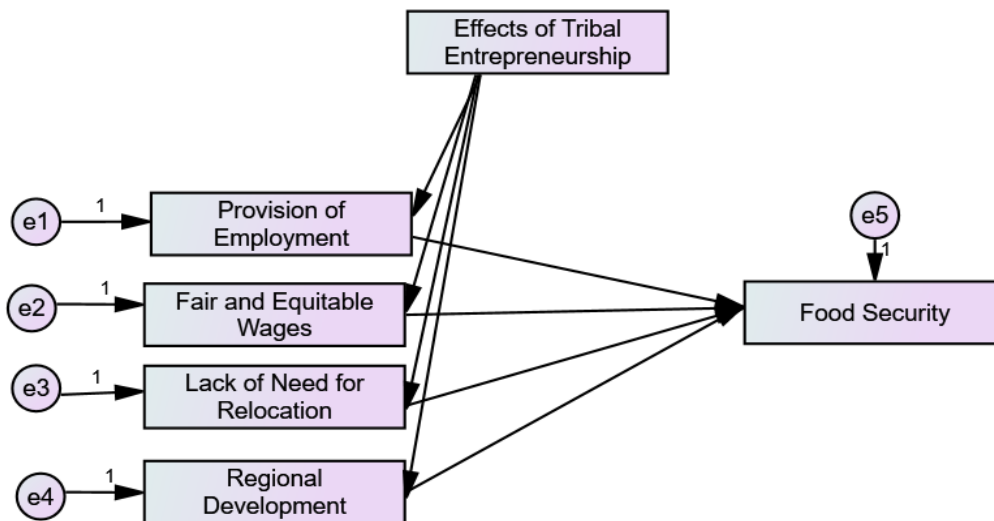 Effects of Tribal
Entrepreneurship
e1
1
Provision of
Employment
e5
1
e2
1
Fair and Equitable
Wages
Food Security
e3
1
Lack of Need for
Relocation
e4
1
Regional
Development